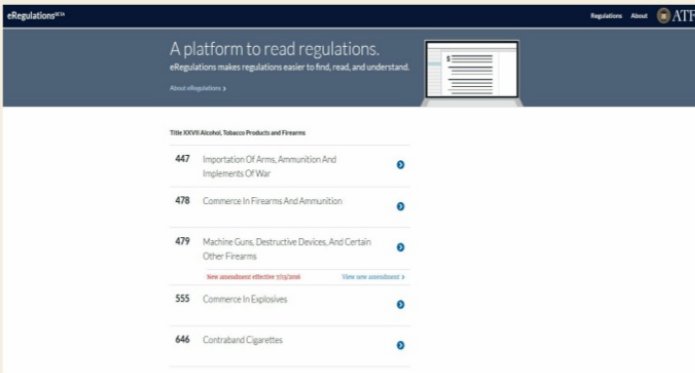 eRegulations BETA
Regulations About ATF
A platform to read regulations.
eRegulations makes regulations easier to find, read, and understand.
About eRegulations >
Title XXVII Alcohol, Tobacco Products and Firearms
447 Importation Of Arms, Ammunition And
Implements Of War
478 Commerce In Firearms And Ammunition
479 Machine Guns, Destructive Devices, And Certain
Other Firearms
New amendment effective 7/13/2016 View new amendment >
555 Commerce In Explosives
646 Contraband Cigarettes